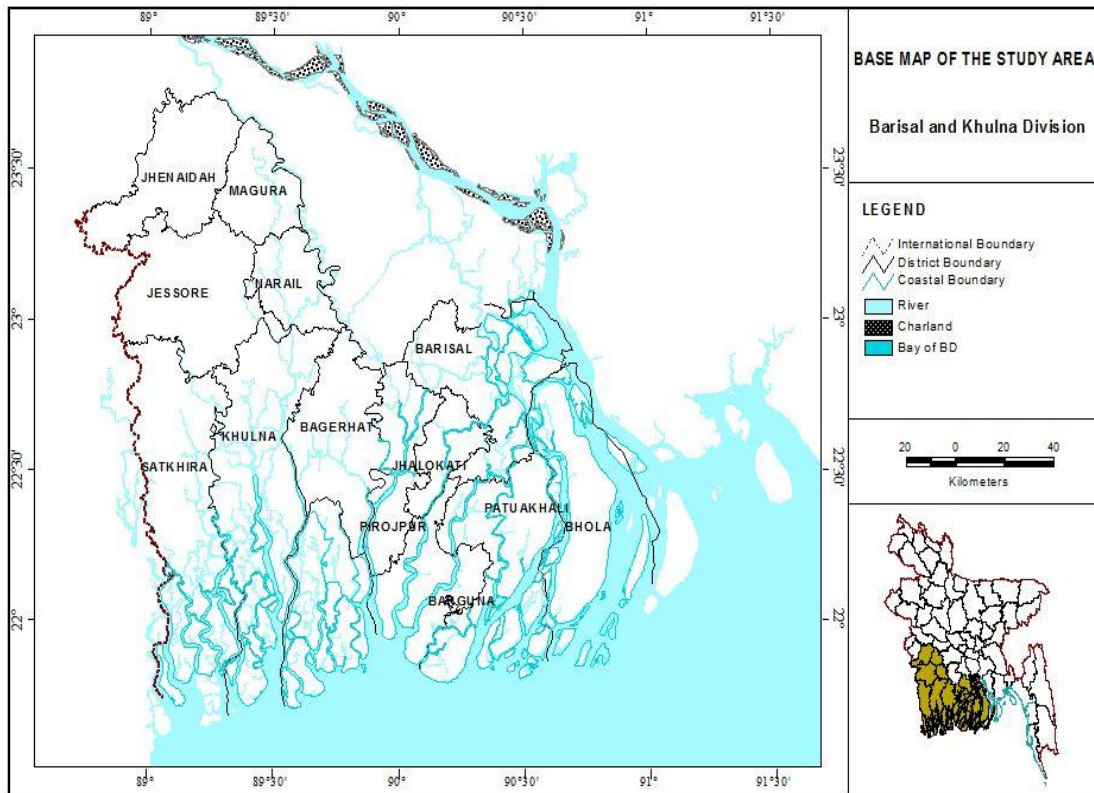 89°
89°30'
90°
90°30'
91°
91°30'
23°30'
23°
22°30'
22°
JHENAIDAH
MAGURA
JESSORE
NARAIL
BARISAL
KHULNA
BAGERHAT
SATKHIRA
JHALOKATI
PIROJPUR
PATUAKHALI
BHOLA
BARGUNA
23°30'
23°
22°30'
22°
89°
89°30'
90°
90°30'
91°
91°30'
BASE MAP OF THE STUDY AREA
Barisal and Khulna Division
LEGEND
International Boundary
District Boundary
Coastal Boundary
River
Charland
Bay of BD
20 0 20 40
Kilometers